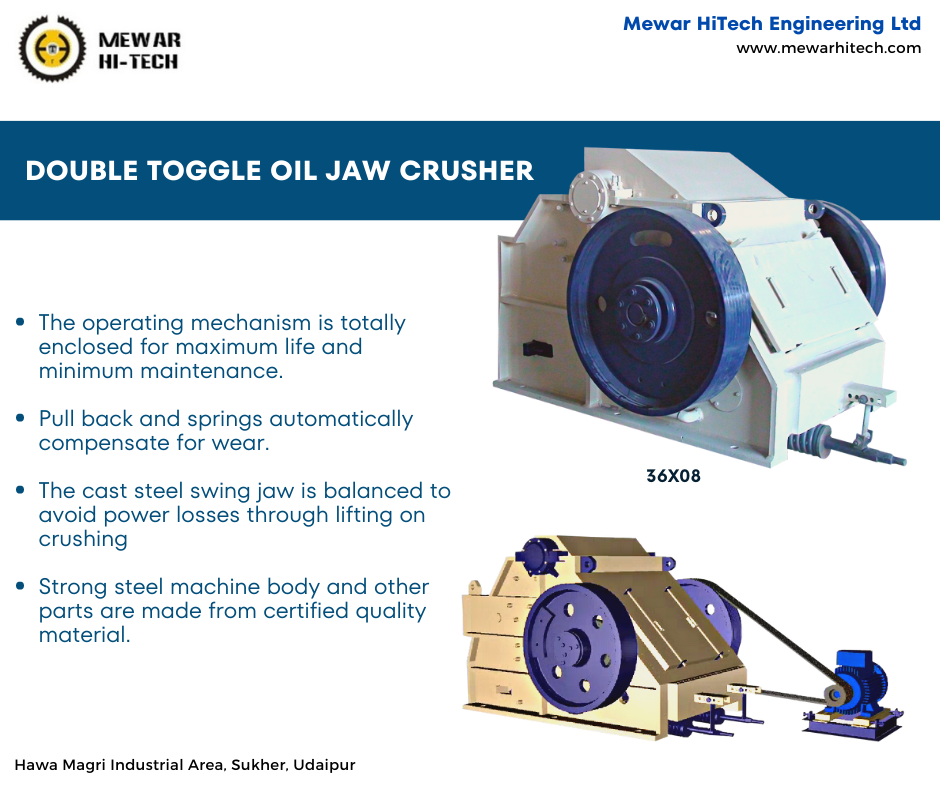 MEWAR
HI-TECH
Mewar HiTech Engineering Ltd
www.mewarhitech.com
DOUBLE TOGGLE OIL JAW CRUSHER
• The operating mechanism is totally
enclosed for maximum life and
minimum maintenance.
• Pull back and springs automatically
compensate for wear.
• The cast steel swing jaw is balanced to
avoid power losses through lifting on
crushing
• Strong steel machine body and other
parts are made from certified quality
material.
36X08
Hawa Magri Industrial Area, Sukher, Udaipur